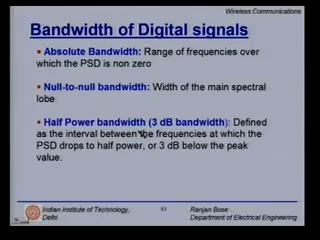 Wireless Communications
Bandwidth of Digital signals
▪ Absolute Bandwidth: Range of frequencies over
which the PSD is non zero
▪ Null-to-null bandwidth: Width of the main spectral
lobe
▪ Half Power bandwidth (3 dB bandwidth): Defined
as the interval between the frequencies at which the
PSD drops to half power, or 3 dB below the peak
value.
Indian Institute of Technology,
Delhi
Ranjan Bose
Department of Electrical Engineering